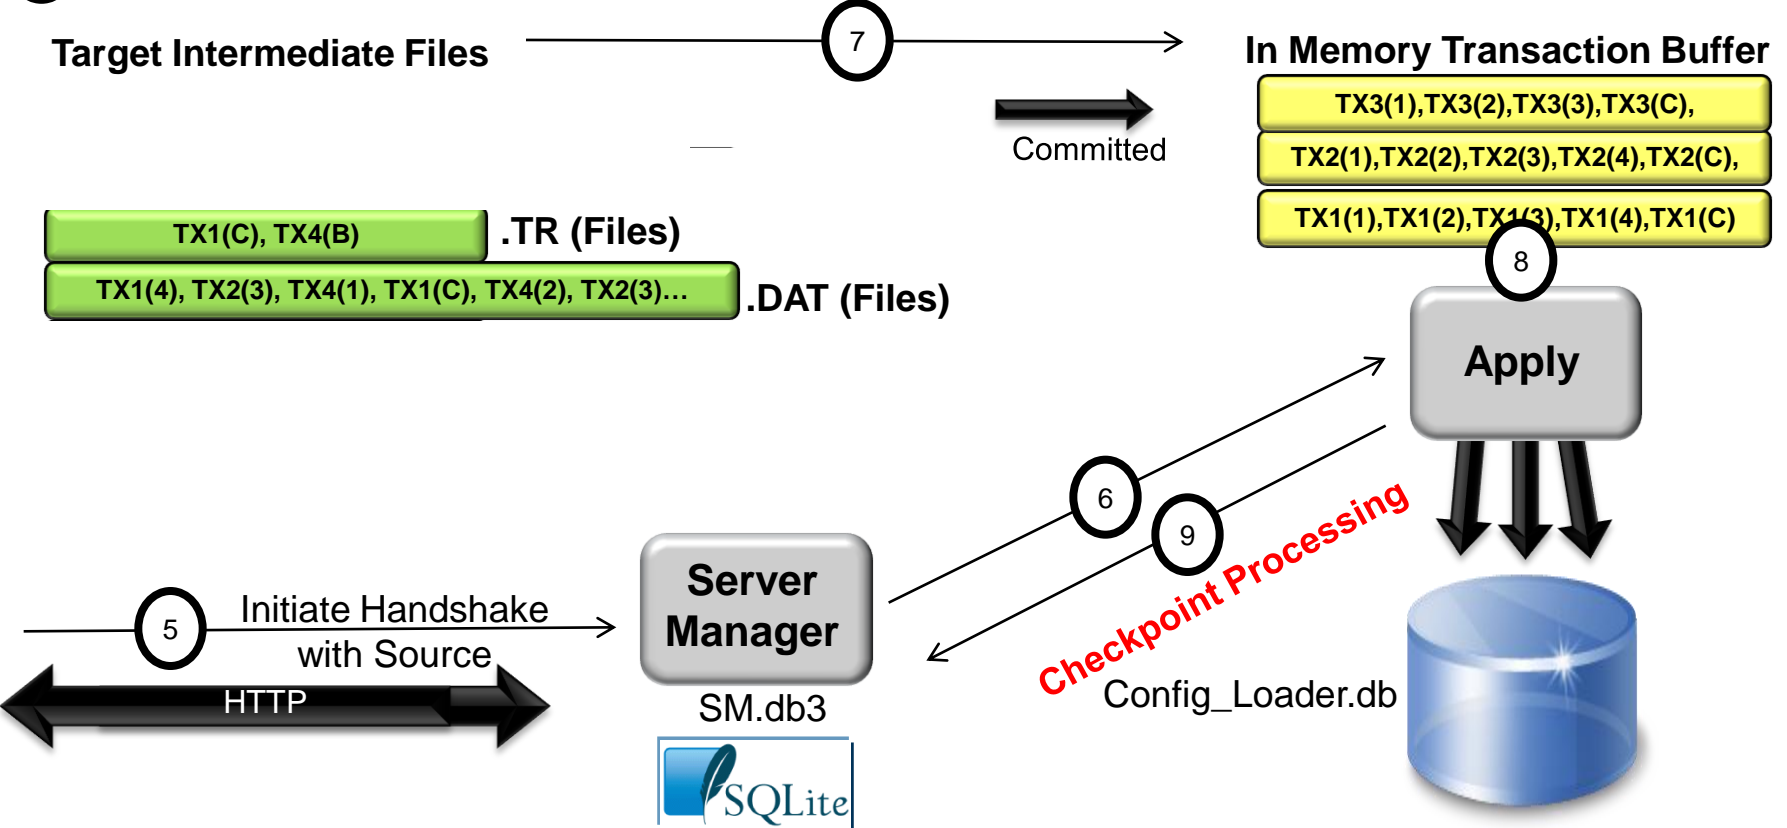 7
Target Intermediate Files
In Memory Transaction Buffer
TX3(1),TX3(2),TX3(3),TX3(C),
Committed
TX2(1),TX2(2),TX2(3),TX2(4),TX2(C),
TX1(1),TX1(2),TX1(3),TX1(4),TX1(C)
TX1(C), TX4(B)
.TR (Files)
8
TX1(4), TX2(3), TX4(1), TX1(C), TX4(2), TX2(3)...
.DAT (Files)
Apply
6
9
Checkpoint Processing
Server
Manager
5
Initiate Handshake
with Source
HTTP
SM.db3
Config_Loader.db
SQLite